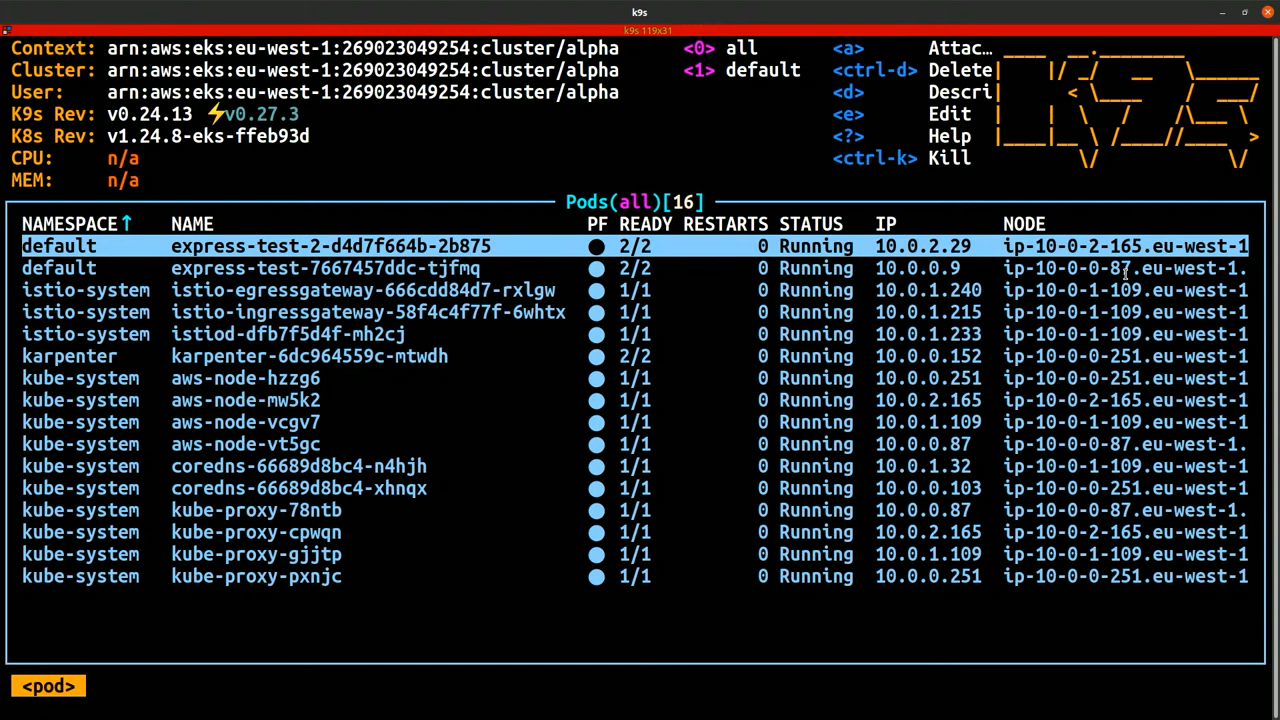 k9s
k9s 119x31
Context: arn:aws:eks:eu-west-1:269023049254:cluster/alpha <0> all <a> Attac…
Cluster: arn:aws:eks:eu-west-1:269023049254:cluster/alpha <1> default <ctrl-d> Delete
User: arn:aws:eks:eu-west-1:269023049254:cluster/alpha <d> Descri
K9s Rev: v0.24.13 ⚡v0.27.3 <e> Edit
K8s Rev: v1.24.8-eks-ffeb93d <?> Help
CPU: n/a <ctrl-k> Kill
MEM: n/a
Pods(all)[16]
NAMESPACE↑ NAME PF READY RESTARTS STATUS IP NODE
default express-test-2-d4d7f664b-2b875 ● 2/2 0 Running 10.0.2.29 ip-10-0-2-165.eu-west-1
default express-test-7667457ddc-tjfmq ● 2/2 0 Running 10.0.0.9 ip-10-0-0-87.eu-west-1.
istio-system istio-egressgateway-666cdd84d7-rxlgw ● 1/1 0 Running 10.0.1.240 ip-10-0-1-109.eu-west-1
istio-system istio-ingressgateway-58f4c4f77f-6whtx ● 1/1 0 Running 10.0.1.215 ip-10-0-1-109.eu-west-1
istio-system istiod-dfb7f5d4f-mh2cj ● 1/1 0 Running 10.0.1.233 ip-10-0-1-109.eu-west-1
karpenter karpenter-6dc964559c-mtwdh ● 2/2 0 Running 10.0.0.152 ip-10-0-0-251.eu-west-1
kube-system aws-node-hzzg6 ● 1/1 0 Running 10.0.0.251 ip-10-0-0-251.eu-west-1
kube-system aws-node-mw5k2 ● 1/1 0 Running 10.0.2.165 ip-10-0-2-165.eu-west-1
kube-system aws-node-vcgv7 ● 1/1 0 Running 10.0.1.109 ip-10-0-1-109.eu-west-1
kube-system aws-node-vt5gc ● 1/1 0 Running 10.0.0.87 ip-10-0-0-87.eu-west-1.
kube-system coredns-66689d8bc4-n4hjh ● 1/1 0 Running 10.0.1.32 ip-10-0-1-109.eu-west-1
kube-system coredns-66689d8bc4-xhnqx ● 1/1 0 Running 10.0.0.103 ip-10-0-0-251.eu-west-1
kube-system kube-proxy-78ntb ● 1/1 0 Running 10.0.0.87 ip-10-0-0-87.eu-west-1.
kube-system kube-proxy-cpwqn ● 1/1 0 Running 10.0.2.165 ip-10-0-2-165.eu-west-1
kube-system kube-proxy-gjjtp ● 1/1 0 Running 10.0.1.109 ip-10-0-1-109.eu-west-1
kube-system kube-proxy-pxnjc ● 1/1 0 Running 10.0.0.251 ip-10-0-0-251.eu-west-1
<pod>